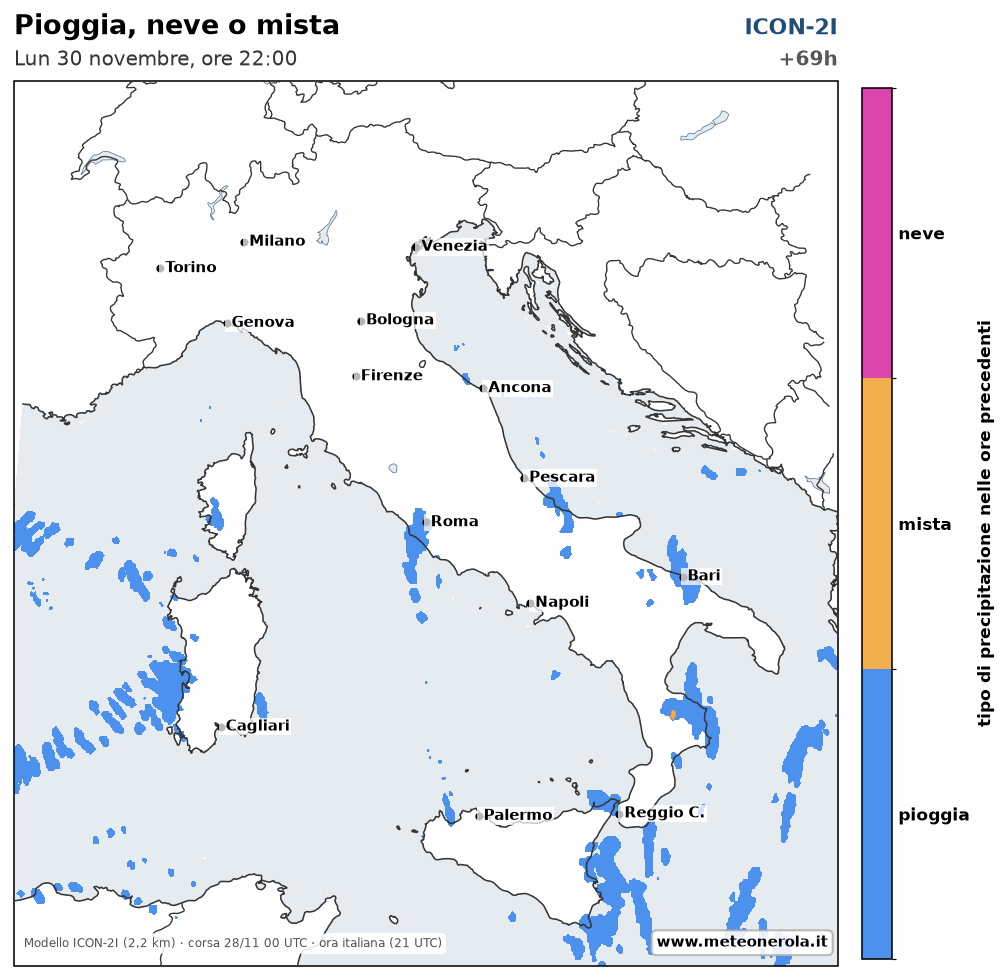 Pioggia, neve o mista
ICON-2I
Lun 30 novembre, ore 22:00
+69h
neve
Milano
Venezia
Torino
Genova
Bologna
Firenze
Ancona
Pescara
Roma
mista
Bari
Napoli
tipo di precipitazione nelle ore precedenti
Cagliari
Palermo
Reggio C.
pioggia
Modello ICON-2I (2,2 km) · corsa 28/11 00 UTC · ora italiana (21 UTC)
www.meteonerola.it